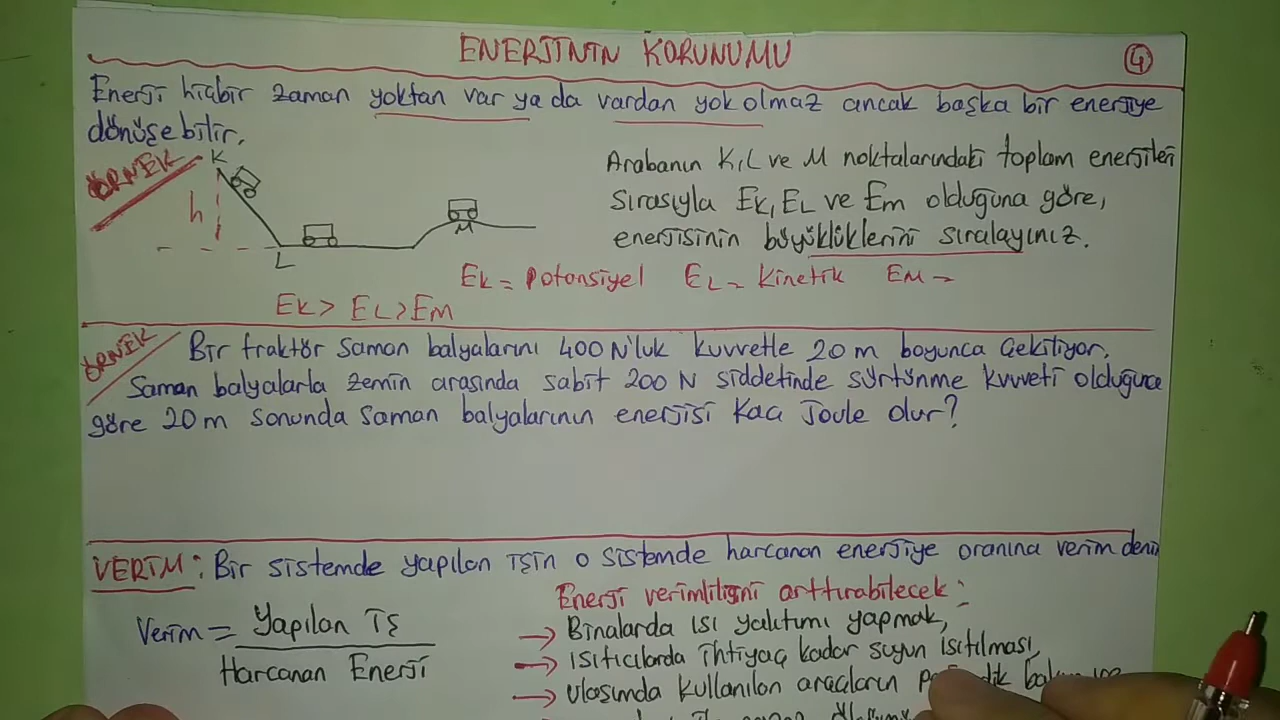 ENERJİNİN KORUNUMU
4
Enerji hiçbir zaman yoktan var ya da vardan yok olmaz ancak başka bir enerjiye
dönüşebilir.
ÖRNEK
K
h
L
M
Arabanın K, L ve M noktalarındaki toplam enerjileri
sırasıyla EK, EL ve Em olduğuna göre,
enerjisinin büyüklüklerini sıralayınız.
EK = Potansiyel EL = Kinetik EM =
EK > EL > EM
ÖRNEK
Bir traktör saman balyalarını 400 N'luk kuvvetle 20 m boyunca çekiliyor.
Saman balyalarla zemin arasında sabit 200 N şiddetinde sürtünme kuvveti olduğuna
göre 20 m sonunda saman balyalarının enerjisi kaç Joule olur?
VERİM: Bir sistemde yapılan işin o sistemde harcanan enerjiye oranına verim denir
Verim = Yapılan İş
Harcanan Enerji
Enerji verimliliğini arttırabilecek:
→ Binalarda ısı yalıtımı yapmak,
→ ısıtıcılarda ihtiyaç kadar suyun ısıtılması,
→ ulaşımda kullanılan araçların